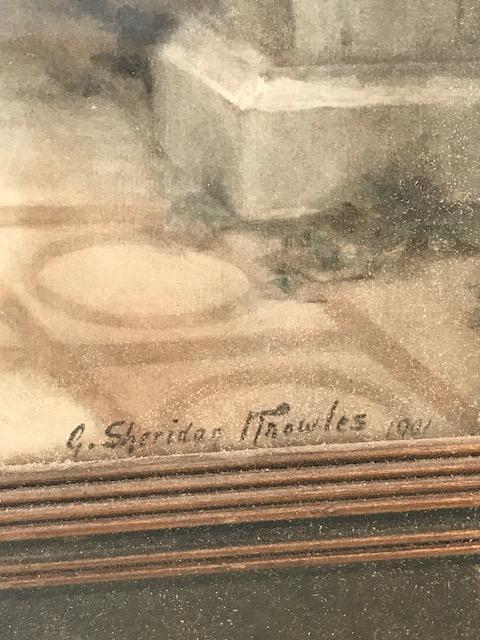 G. Sheridan Knowles 1901